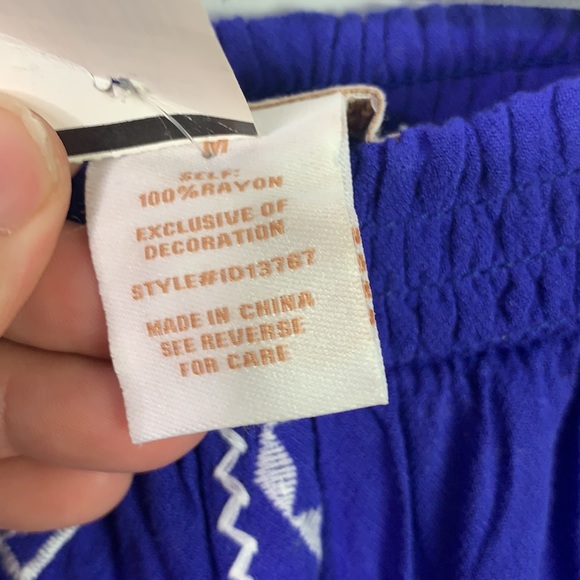 M
SELF:
100% RAYON
EXCLUSIVE OF
DECORATION
STYLE#ID13767
MADE IN CHINA
SEE REVERSE
FOR CARE